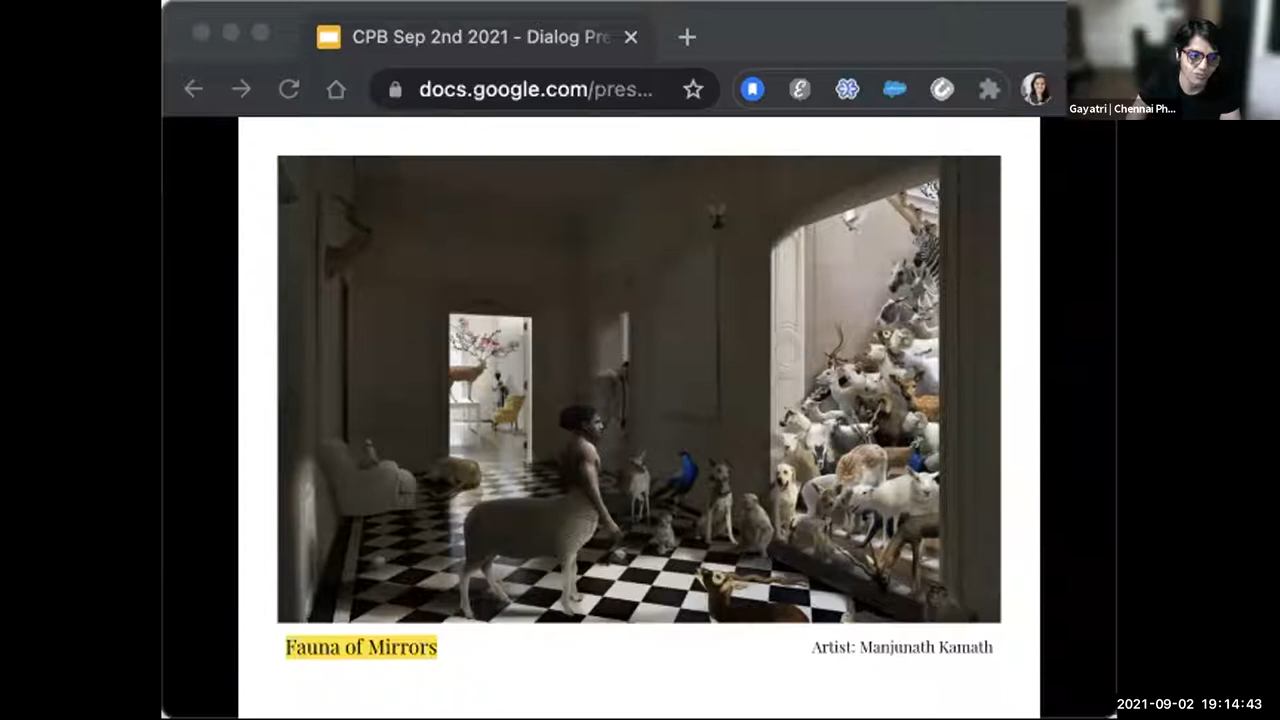 CPB Sep 2nd 2021 - Dialog Pre
docs.google.com/pres...
Gayatri | Chennai Ph...
Fauna of Mirrors
Artist: Manjunath Kamath
2021-09-02 19:14:43